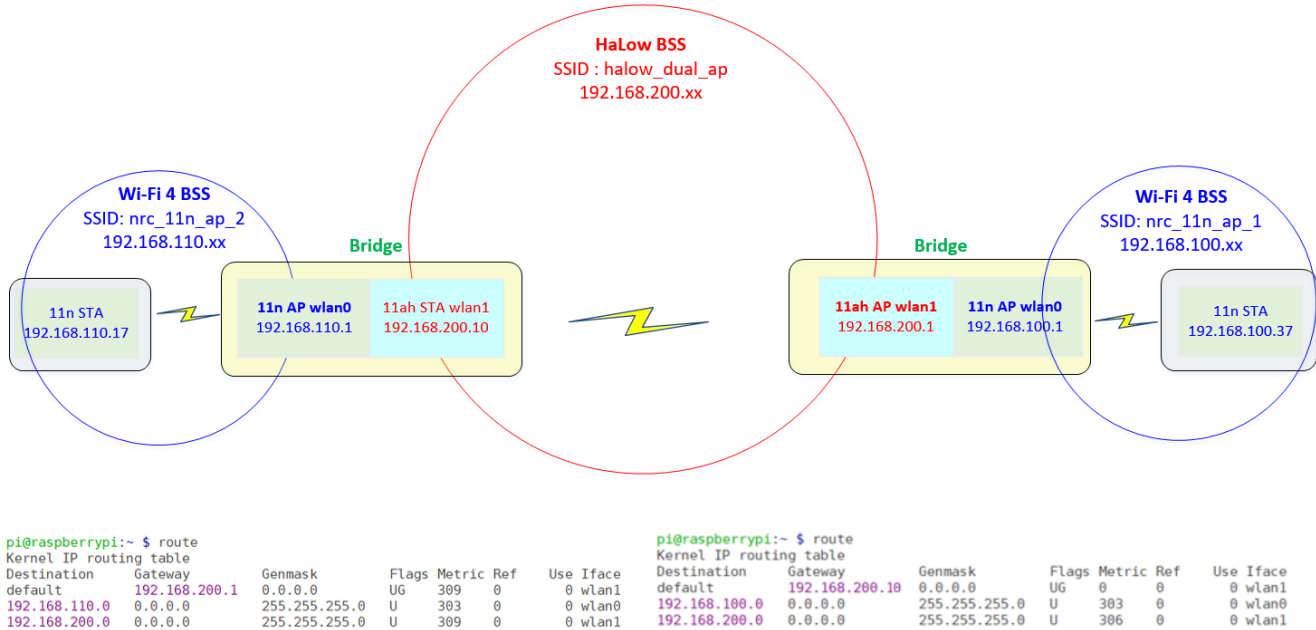 HaLow BSS
SSID : halow_dual_ap
192.168.200.xx
Wi-Fi 4 BSS
SSID: nrc_11n_ap_2
192.168.110.xx
Wi-Fi 4 BSS
SSID: nrc_11n_ap_1
192.168.100.xx
Bridge
Bridge
11n STA
192.168.110.17
11n AP wlan0
192.168.110.1
11ah STA wlan1
192.168.200.10
11ah AP wlan1
192.168.200.1
11n AP wlan0
192.168.100.1
11n STA
192.168.100.37
pi@raspberrypi:~ $ route
Kernel IP routing table
Destination Gateway Genmask Flags Metric Ref Use Iface
default 192.168.200.1 0.0.0.0 UG 309 0 0 wlan1
192.168.110.0 0.0.0.0 255.255.255.0 U 303 0 0 wlan0
192.168.200.0 0.0.0.0 255.255.255.0 U 309 0 0 wlan1
pi@raspberrypi:~ $ route
Kernel IP routing table
Destination Gateway Genmask Flags Metric Ref Use Iface
default 192.168.200.10 0.0.0.0 UG 0 0 0 wlan1
192.168.100.0 0.0.0.0 255.255.255.0 U 303 0 0 wlan0
192.168.200.0 0.0.0.0 255.255.255.0 U 306 0 0 wlan1